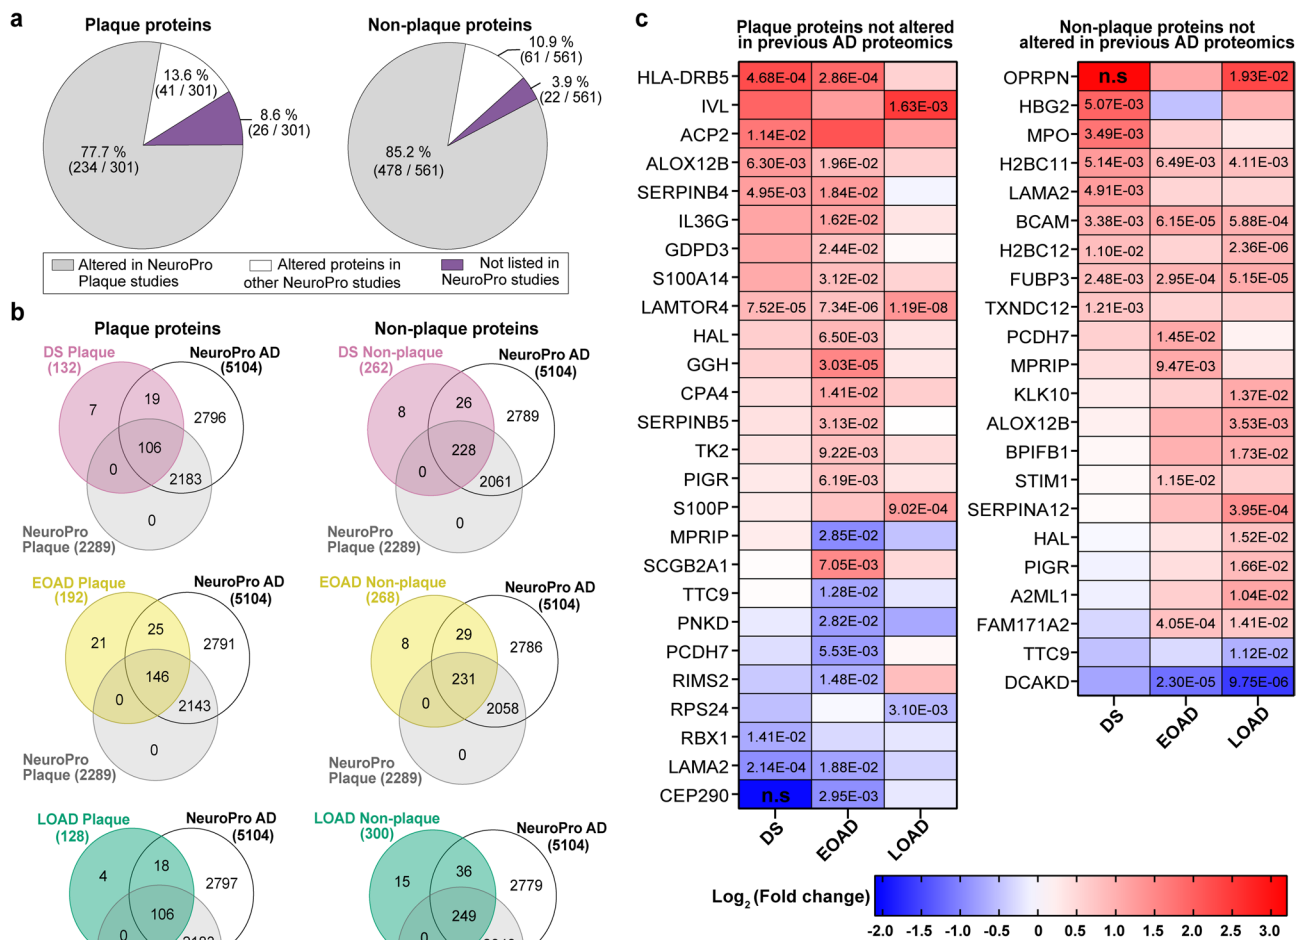 a
Plaque proteins
Non-plaque proteins
13.6 %
(41 / 301)
8.6 %
(26 / 301)
77.7 %
(234 / 301)
10.9 %
(61 / 561)
3.9 %
(22 / 561)
85.2 %
(478 / 561)
Altered in NeuroPro
Plaque studies
Altered proteins in
other NeuroPro studies
Not listed in
NeuroPro studies
b
Plaque proteins
Non-plaque proteins
DS Plaque
(132)
NeuroPro AD
(5104)
7
19
2796
106
0
2183
0
NeuroPro
Plaque (2289)
DS Non-plaque
(262)
NeuroPro AD
(5104)
8
26
2789
228
0
2061
0
NeuroPro
Plaque (2289)
EOAD Plaque
(192)
NeuroPro AD
(5104)
21
25
2791
146
0
2143
0
NeuroPro
Plaque (2289)
EOAD Non-plaque
(268)
NeuroPro AD
(5104)
8
29
2786
231
0
2058
0
NeuroPro
Plaque (2289)
LOAD Plaque
(128)
NeuroPro AD
(5104)
4
18
2797
106
0
LOAD Non-plaque
(300)
NeuroPro AD
(5104)
15
36
2779
249
0
c
Plaque proteins not altered
in previous AD proteomics
HLA-DRB5 4.68E-04 2.86E-04
IVL 1.63E-03
ACP2 1.14E-02
ALOX12B 6.30E-03 1.96E-02
SERPINB4 4.95E-03 1.84E-02
IL36G 1.62E-02
GDPD3 2.44E-02
S100A14 3.12E-02
LAMTOR4 7.52E-05 7.34E-06 1.19E-08
HAL 6.50E-03
GGH 3.03E-05
CPA4 1.41E-02
SERPINB5 3.13E-02
TK2 9.22E-03
PIGR 6.19E-03
S100P 9.02E-04
MPRIP 2.85E-02
SCGB2A1 7.05E-03
TTC9 1.28E-02
PNKD 2.82E-02
PCDH7 5.53E-03
RIMS2 1.48E-02
RPS24 3.10E-03
RBX1 1.41E-02
LAMA2 2.14E-04 1.88E-02
CEP290 n.s 2.95E-03
DS EOAD LOAD
Non-plaque proteins not
altered in previous AD proteomics
OPRPN n.s 1.93E-02
HBG2 5.07E-03
MPO 3.49E-03
H2BC11 5.14E-03 6.49E-03 4.11E-03
LAMA2 4.91E-03
BCAM 3.38E-03 6.15E-05 5.88E-04
H2BC12 1.10E-02 2.36E-06
FUBP3 2.48E-03 2.95E-04 5.15E-05
TXNDC12 1.21E-03
PCDH7 1.45E-02
MPRIP 9.47E-03
KLK10 1.37E-02
ALOX12B 3.53E-03
BPIFB1 1.73E-02
STIM1 1.15E-02
SERPINA12 3.95E-04
HAL 1.52E-02
PIGR 1.66E-02
A2ML1 1.04E-02
FAM171A2 4.05E-04 1.41E-02
TTC9 1.12E-02
DCAKD 2.30E-05 9.75E-06
DS EOAD LOAD
Log2 (Fold change)
-2.0 -1.5 -1.0 -0.5 0 0.5 1.0 1.5 2.0 2.5 3.0